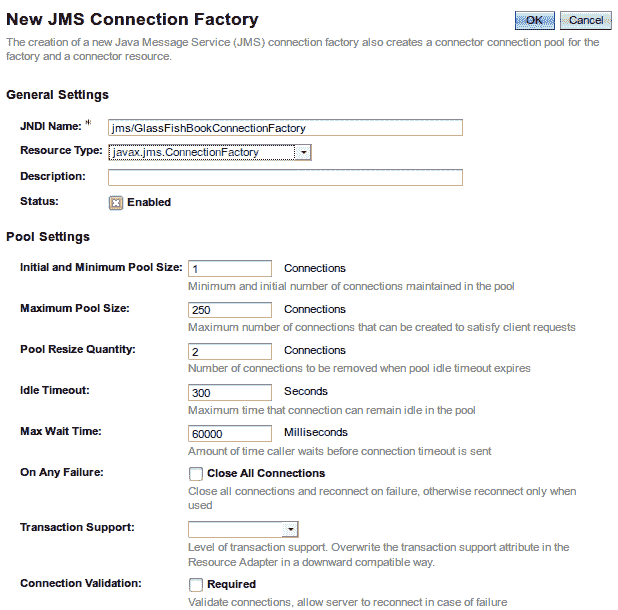 New JMS Connection Factory
OK
Cancel
The creation of a new Java Message Service (JMS) connection factory also creates a connector connection pool for the
factory and a connector resource.
General Settings
JNDI Name: * jms/GlassFishBookConnectionFactory
Resource Type: javax.jms.ConnectionFactory
Description:
Status: Enabled
Pool Settings
Initial and Minimum Pool Size: 1 Connections
Minimum and initial number of connections maintained in the pool
Maximum Pool Size: 250 Connections
Maximum number of connections that can be created to satisfy client requests
Pool Resize Quantity: 2 Connections
Number of connections to be removed when pool idle timeout expires
Idle Timeout: 300 Seconds
Maximum time that connection can remain idle in the pool
Max Wait Time: 60000 Milliseconds
Amount of time caller waits before connection timeout is sent
On Any Failure: Close All Connections
Close all connections and reconnect on failure, otherwise reconnect only when
used
Transaction Support:
Level of transaction support. Overwrite the transaction support attribute in the
Resource Adapter in a downward compatible way.
Connection Validation: Required
Validate connections, allow server to reconnect in case of failure